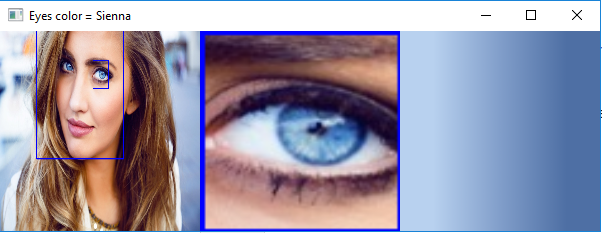 Eyes color = Sienna